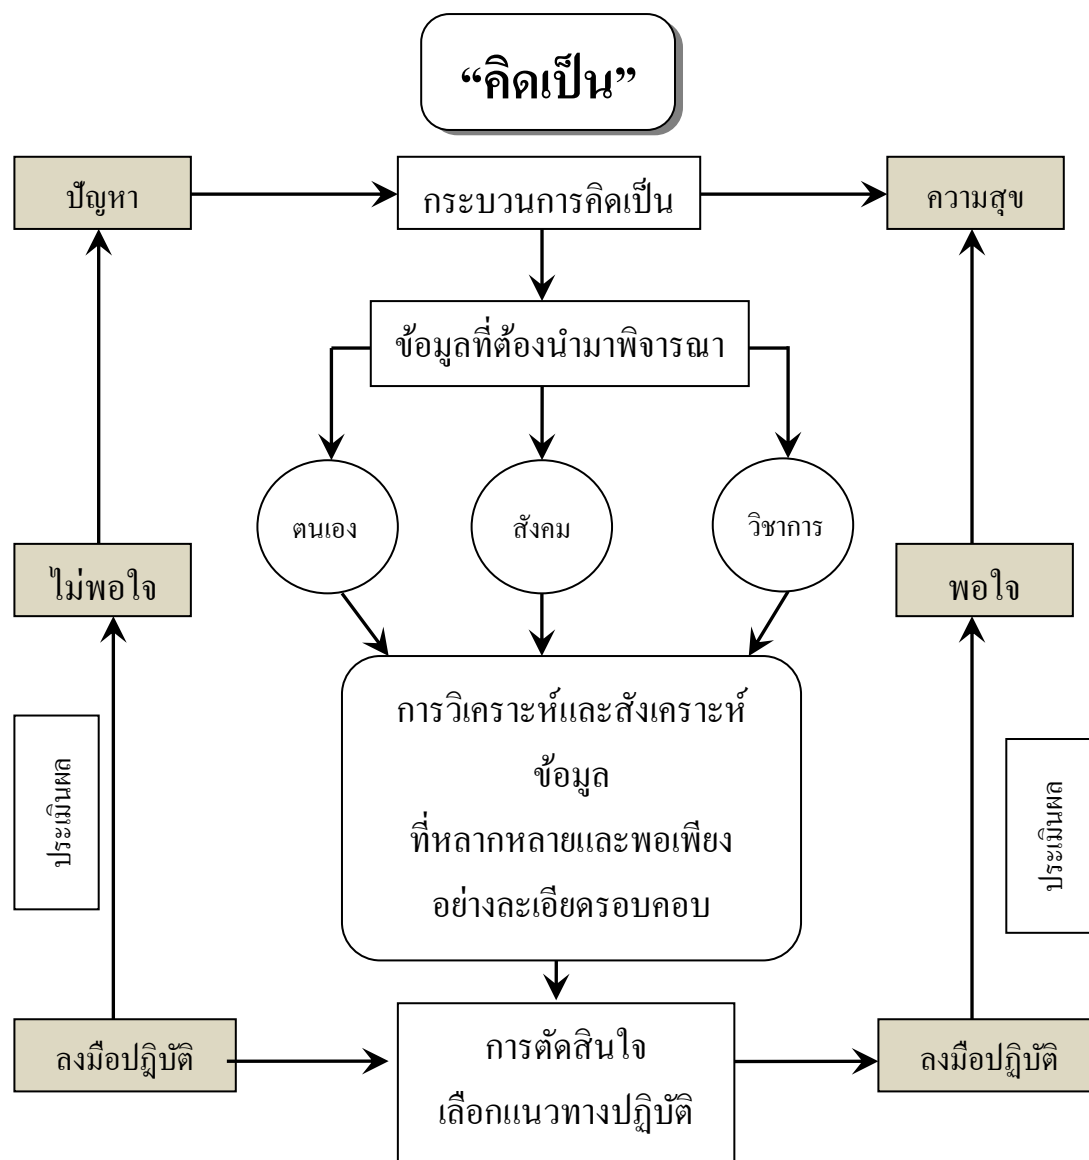 “คิดเป็น”
ปัญหา
กระบวนการคิดเป็น
ความสุข
ข้อมูลที่ต้องนำมาพิจารณา
ตนเอง
สังคม
วิชาการ
ไม่พอใจ
พอใจ
การวิเคราะห์และสังเคราะห์
ข้อมูล
ที่หลากหลายและพอเพียง
อย่างละเอียดรอบคอบ
ประเมินผล
ประเมินผล
ลงมือปฎิบัติ
การตัดสินใจ
เลือกแนวทางปฏิบัติ
ลงมือปฏิบัติ